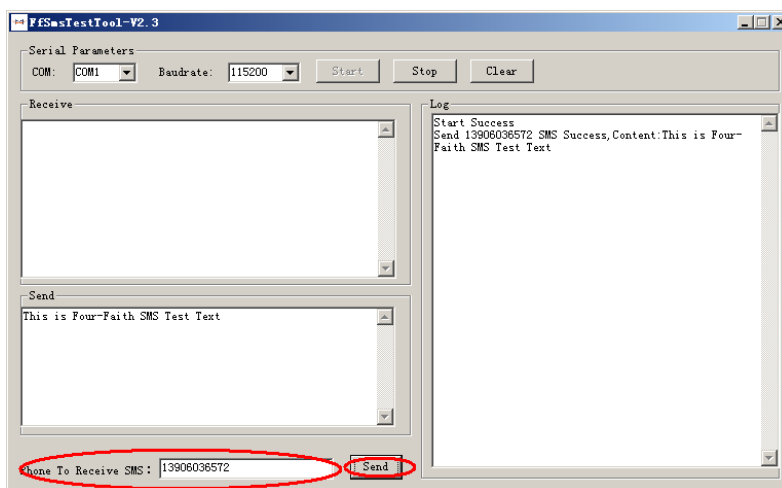 FfSmsTestTool-V2.3
Serial Parameters
COM: COM1 Baudrate: 115200 Start Stop Clear
Receive
Log
Start Success
Send 13906036572 SMS Success,Content:This is Four-
Faith SMS Test Text
Send
This is Four-Faith SMS Test Text
Phone To Receive SMS: 13906036572 Send